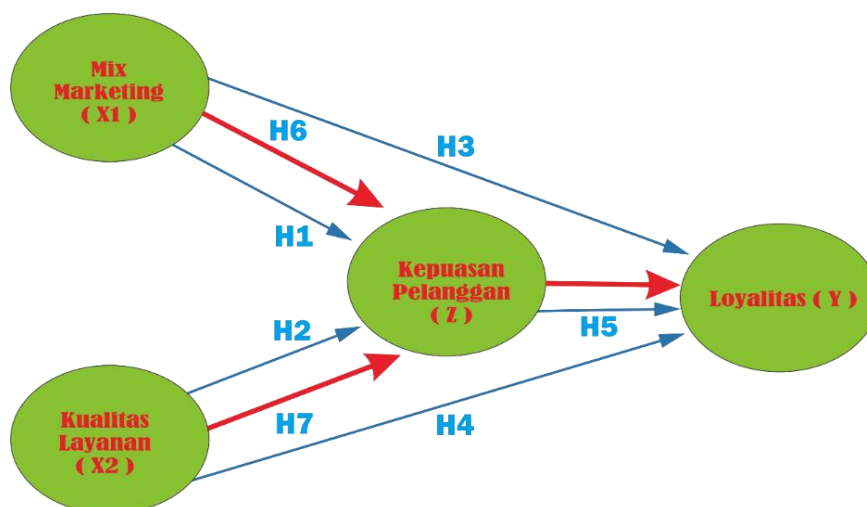 Mix
Marketing
( X1 )
H6
H3
H1
Kepuasan
Pelanggan
( Z )
Loyalitas ( Y )
H2
H5
Kualitas
Layanan
( X2 )
H7
H4